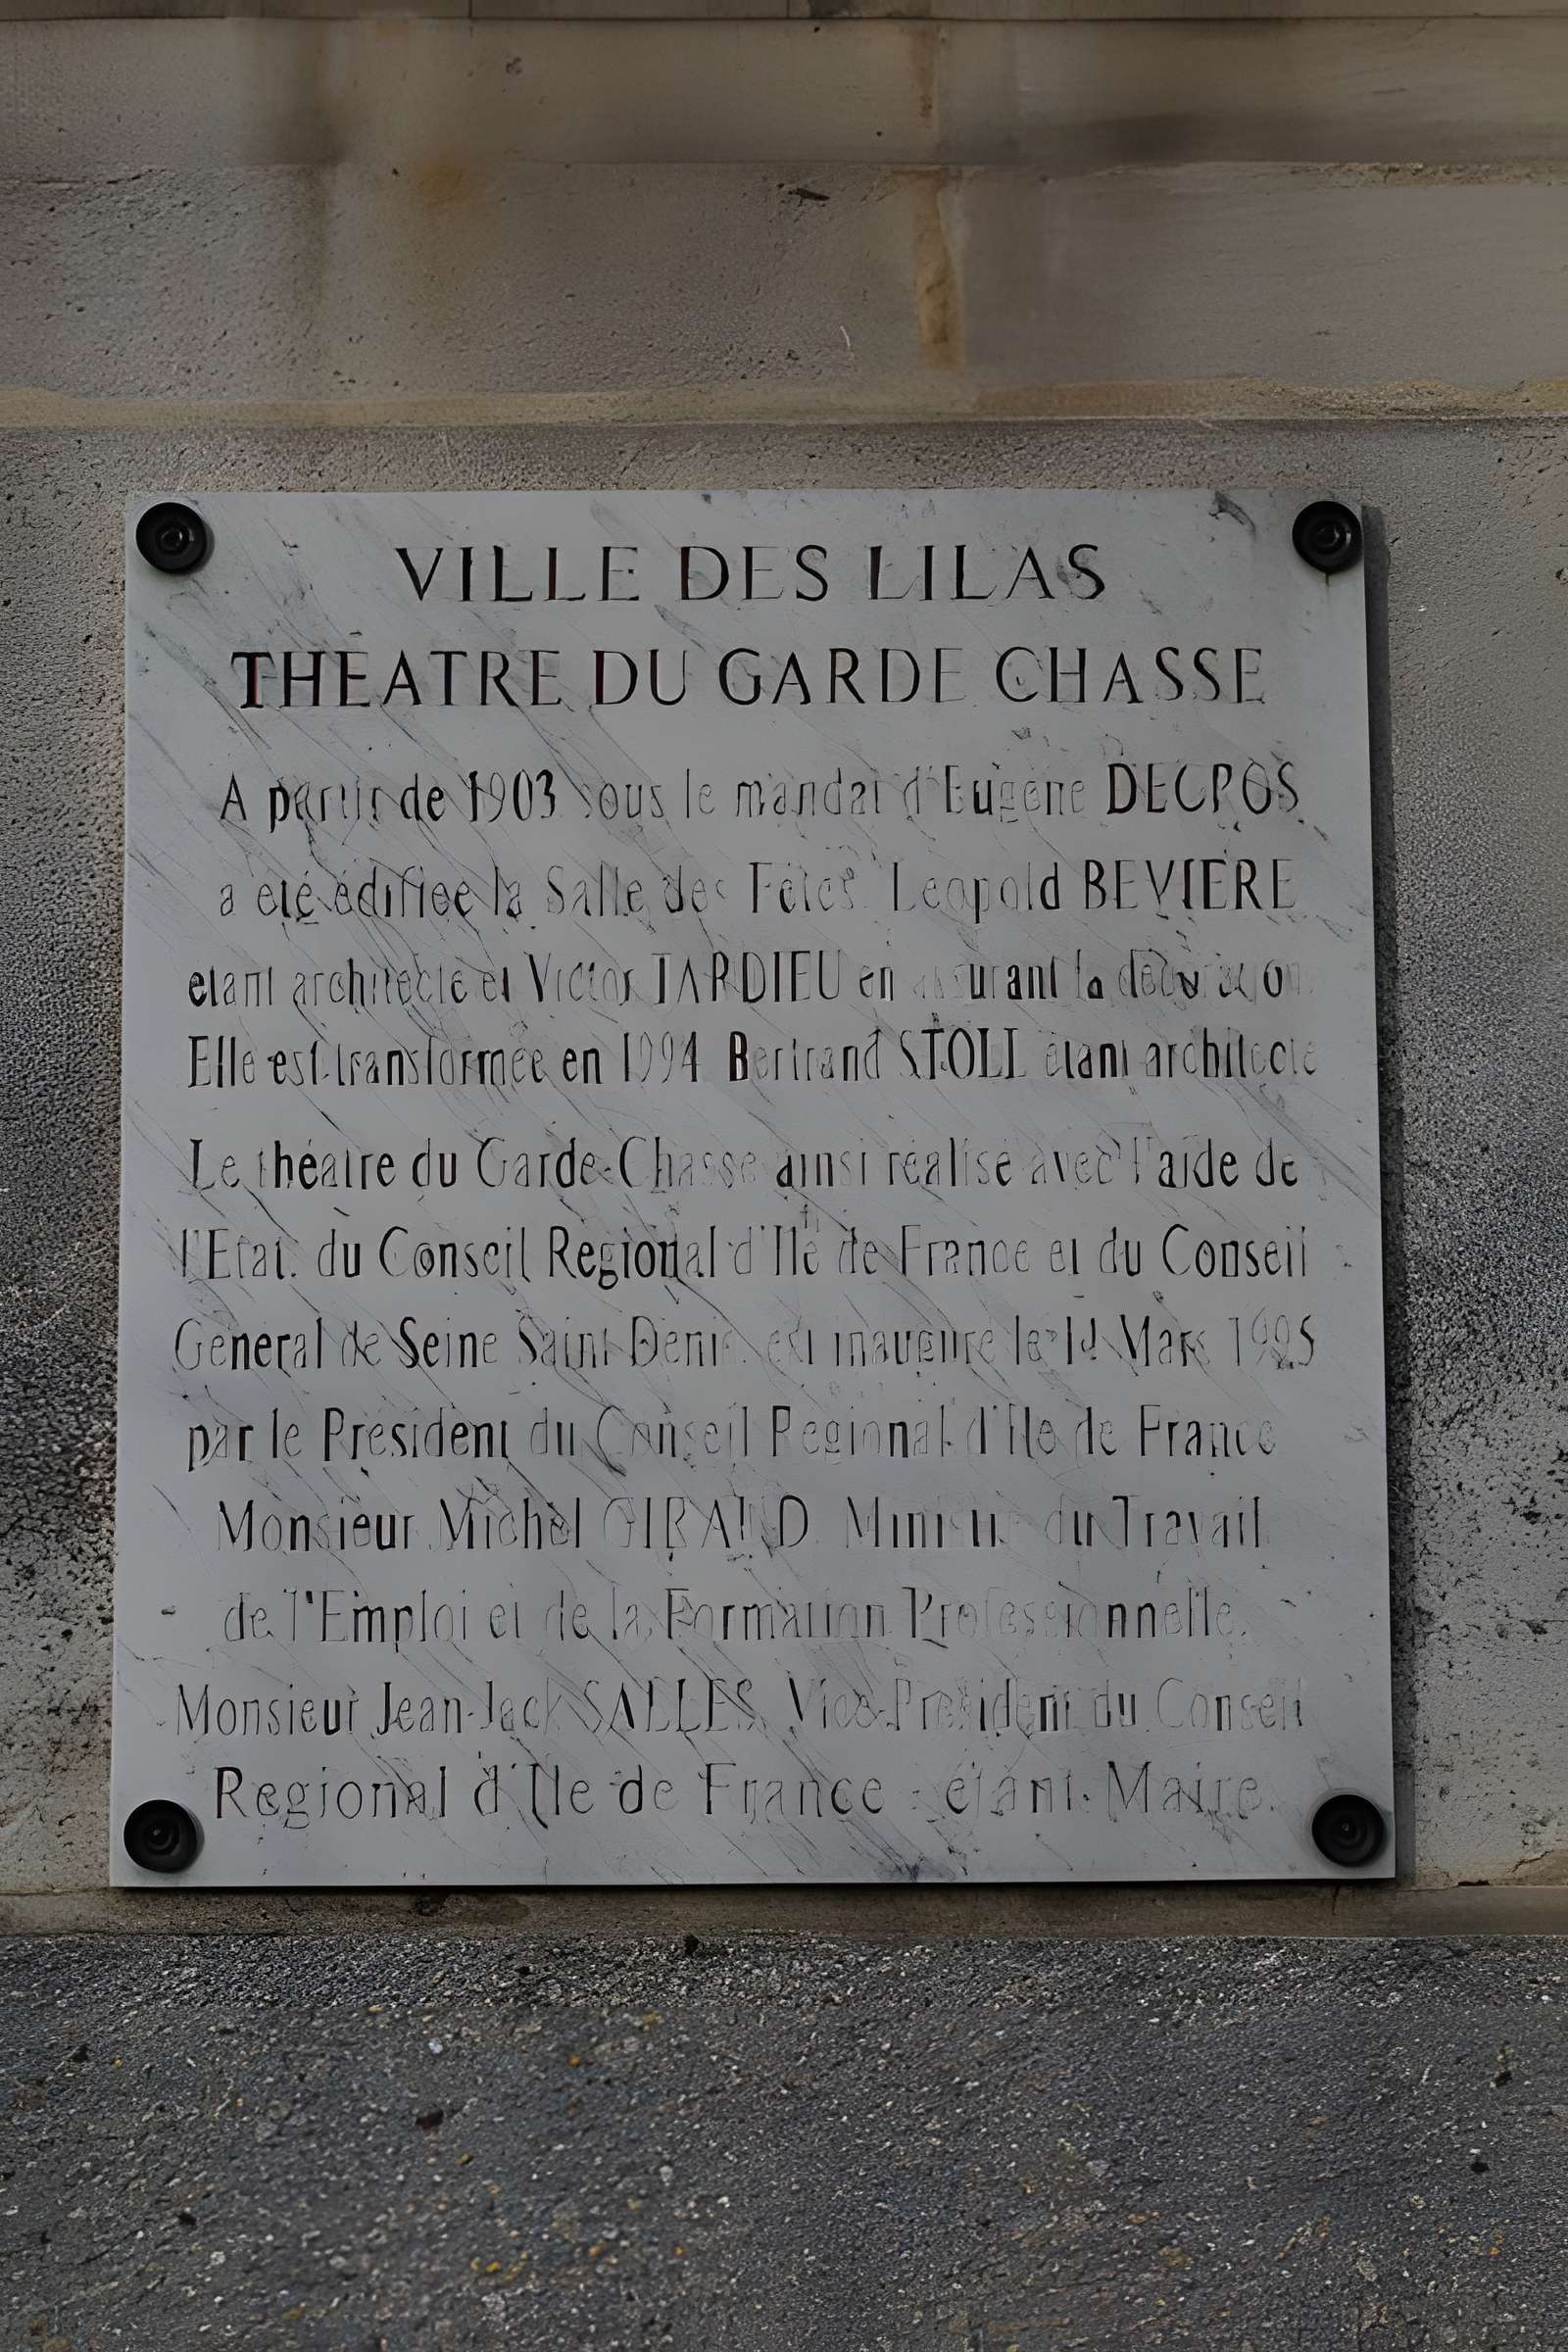 VILLE DES LILAS
THÉATRE DU GARDE CHASSE
A partir de 1903 sous le mandat d'Eugène DECROS
a été édifiée la Salle des Fêtes. Léopold BEVIÈRE
étant architecte et Victor TARDIEU en assurant la décoration.
Elle est transformée en 1994 Bertrand STOLL étant architecte
Le théatre du Garde-Chasse ainsi réalisé avec l'aide de
l'Etat. du Conseil Régional d'Ile de France et du Conseil
Général de Seine Saint Denis. est inauguré le Mars 1995
par le Président du Conseil Régional d'Ile de France
Monsieur Michel GIRAUD. Ministre du Travail
de l'Emploi et de la Formation Professionnelle.
Monsieur Jean-Jack SALLES, Vice-Président du Conseil
Régional d'Ile de France étant Maire.